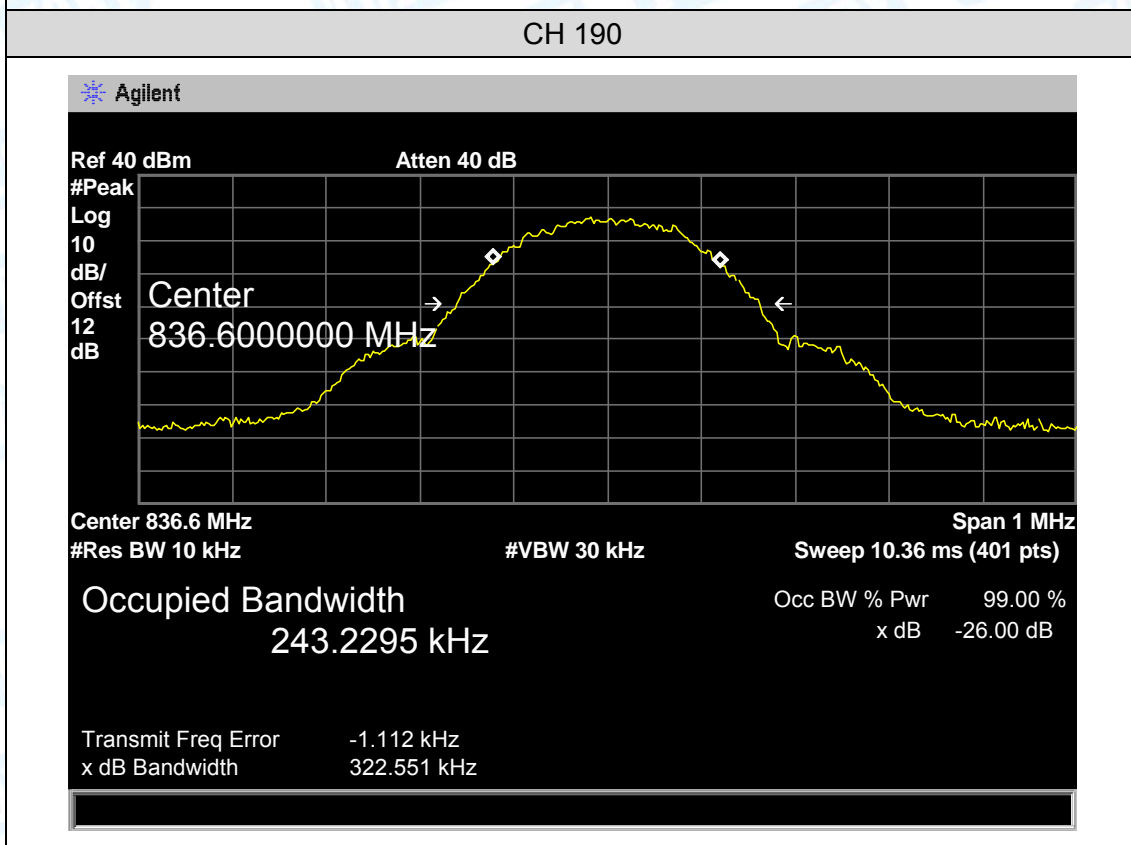 CH 190
Agilent
Ref 40 dBm Atten 40 dB
#Peak
Log
10
dB/
Offst
12
dB
Center
836.6000000 MHz
Center 836.6 MHz Span 1 MHz
#Res BW 10 kHz #VBW 30 kHz Sweep 10.36 ms (401 pts)
Occupied Bandwidth Occ BW % Pwr 99.00 %
243.2295 kHz x dB -26.00 dB
Transmit Freq Error -1.112 kHz
x dB Bandwidth 322.551 kHz